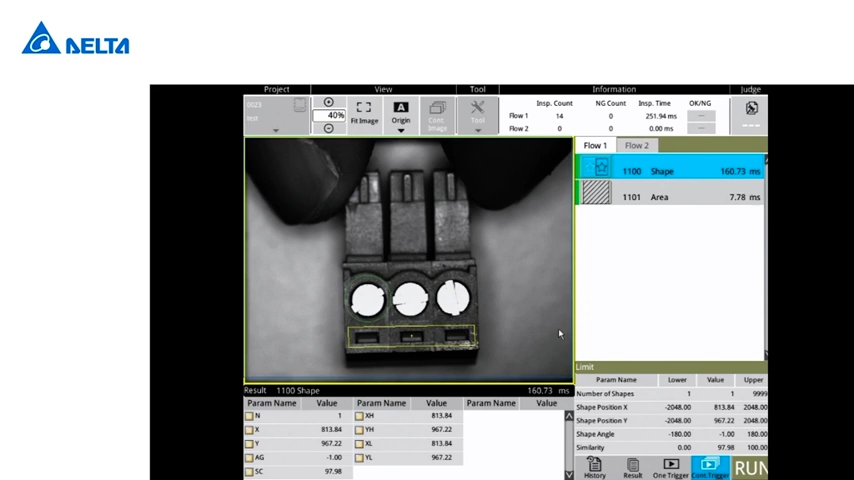 DELTA
Project View Tool Information Judge
0023
test
40%
Fit Image
Origin
Cont. Image
Tool
Insp. Count NG Count Insp. Time OK/NG
Flow 1 14 0 251.94 ms
Flow 2 0 0 0.00 ms
Flow 1 Flow 2
1100 Shape 160.73 ms
1101 Area 7.78 ms
Limit
Param Name Lower Value Upper
Number of Shapes 1 1 9999
Shape Position X -2048.00 813.84 2048.00
Shape Position Y -2048.00 967.22 2048.00
Shape Angle -180.00 -1.00 180.00
Similarity 0.00 97.98 100.00
Result 1100 Shape 160.73 ms
Param Name Value Param Name Value Param Name Value
N 1 XH 813.84
X 813.84 YH 967.22
Y 967.22 XL 813.84
AG -1.00 YL 967.22
SC 97.98
History Result One Trigger Cont.Trigger RUN